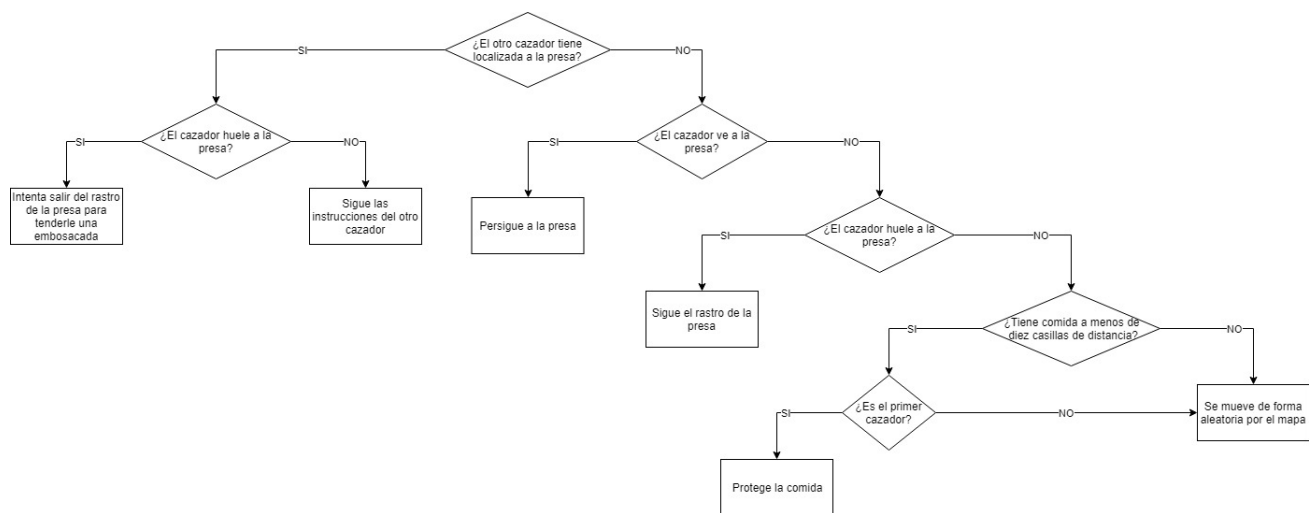 ¿El otro cazador tiene
localizada a la presa?
SI
NO
¿El cazador huele a la
presa?
¿El cazador ve a la
presa?
SI
NO
SI
NO
Intenta salir del rastro
de la presa para
tenderle una
embosacada
Sigue las
instrucciones del otro
cazador
Persigue a la presa
¿El cazador huele a la
presa?
SI
NO
Sigue el rastro de la
presa
¿Tiene comida a menos de
diez casillas de distancia?
SI
NO
¿Es el primer
cazador?
SI
NO
Se mueve de forma
aleatoria por el mapa
Protege la comida